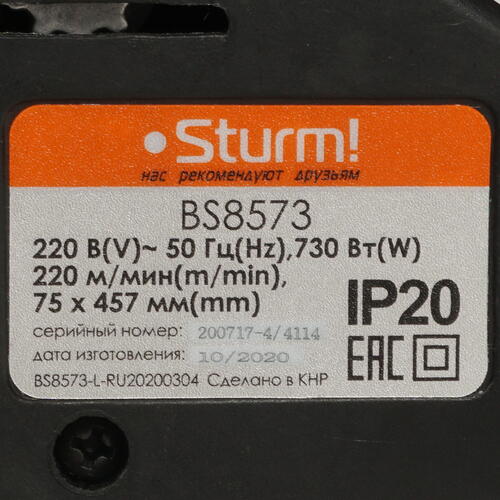 Sturm!
нас рекомендуют друзьям
BS8573
220 В(V)~ 50 Гц(Hz),730 Вт(W)
220 м/мин(m/min),
75 x 457 мм(mm)
IP20
серийный номер: 200717-4/4114
дата изготовления: 10/2020
EAC
BS8573-L-RU20200304 Сделано в КНР